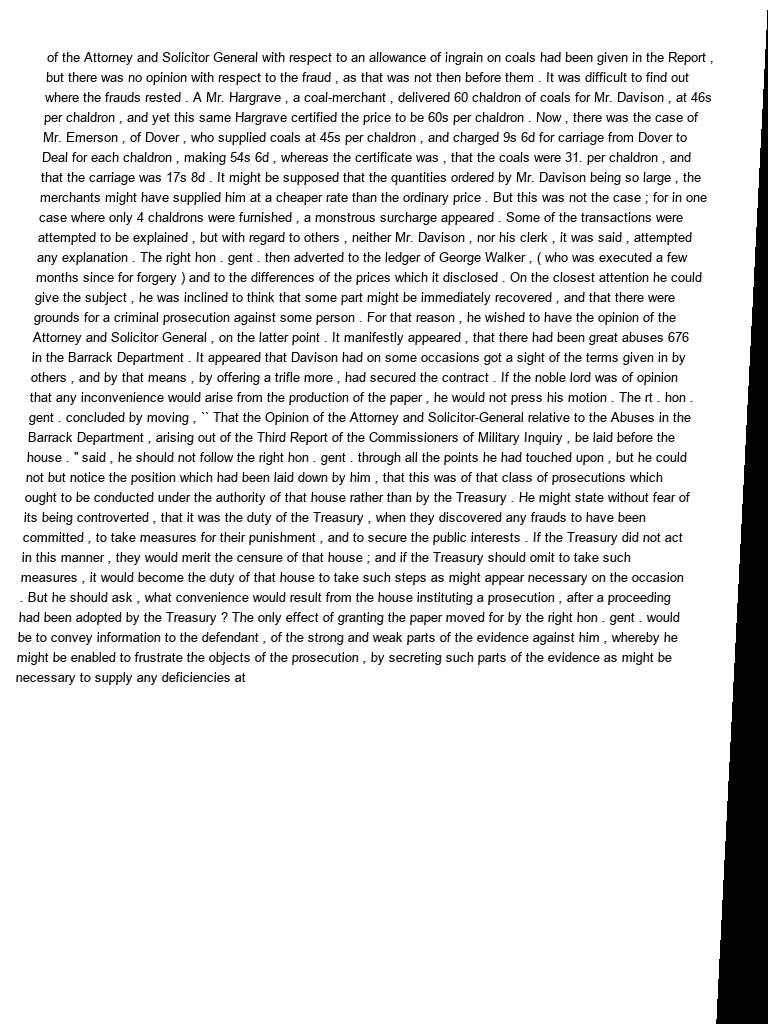 of the Attorney and Solicitor General with respect to an allowance of ingrain on coals had been given in the Report ,
but there was no opinion with respect to the fraud , as that was not then before them . It was difficult to find out
where the frauds rested . A Mr. Hargrave , a coal-merchant , delivered 60 chaldron of coals for Mr. Davison , at 46s
per chaldron , and yet this same Hargrave certified the price to be 60s per chaldron . Now , there was the case of
Mr. Emerson , of Dover , who supplied coals at 45s per chaldron , and charged 9s 6d for carriage from Dover to
Deal for each chaldron , making 54s 6d , whereas the certificate was , that the coals were 31. per chaldron , and
that the carriage was 17s 8d . It might be supposed that the quantities ordered by Mr. Davison being so large , the
merchants might have supplied him at a cheaper rate than the ordinary price . But this was not the case ; for in one
case where only 4 chaldrons were furnished , a monstrous surcharge appeared . Some of the transactions were
attempted to be explained , but with regard to others , neither Mr. Davison , nor his clerk , it was said , attempted
any explanation . The right hon . gent . then adverted to the ledger of George Walker , ( who was executed a few
months since for forgery ) and to the differences of the prices which it disclosed . On the closest attention he could
give the subject , he was inclined to think that some part might be immediately recovered , and that there were
grounds for a criminal prosecution against some person . For that reason , he wished to have the opinion of the
Attorney and Solicitor General , on the latter point . It manifestly appeared , that there had been great abuses 676
in the Barrack Department . It appeared that Davison had on some occasions got a sight of the terms given in by
others , and by that means , by offering a trifle more , had secured the contract . If the noble lord was of opinion
that any inconvenience would arise from the production of the paper , he would not press his motion . The rt . hon .
gent . concluded by moving , `` That the Opinion of the Attorney and Solicitor-General relative to the Abuses in the
Barrack Department , arising out of the Third Report of the Commissioners of Military Inquiry , be laid before the
house . " said , he should not follow the right hon . gent . through all the points he had touched upon , but he could
not but notice the position which had been laid down by him , that this was of that class of prosecutions which
ought to be conducted under the authority of that house rather than by the Treasury . He might state without fear of
its being controverted , that it was the duty of the Treasury , when they discovered any frauds to have been
committed , to take measures for their punishment , and to secure the public interests . If the Treasury did not act
in this manner , they would merit the censure of that house ; and if the Treasury should omit to take such
measures , it would become the duty of that house to take such steps as might appear necessary on the occasion
. But he should ask , what convenience would result from the house instituting a prosecution , after a proceeding
had been adopted by the Treasury ? The only effect of granting the paper moved for by the right hon . gent . would
be to convey information to the defendant , of the strong and weak parts of the evidence against him , whereby he
might be enabled to frustrate the objects of the prosecution , by secreting such parts of the evidence as might be
necessary to supply any deficiencies at